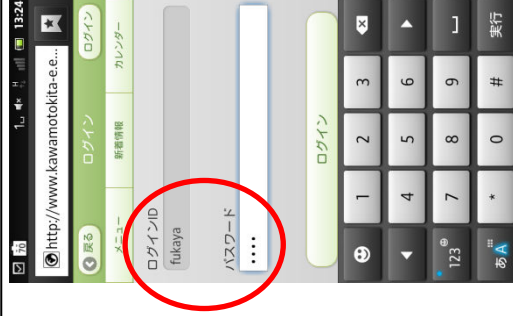 70 1 H 13:24
http://www.kawamotokita-e.e...
戻る ログイン ログイン
メニュー 新着情報 カレンダー
ログインID
fukaya
パスワード
••••
ログイン
1 2 3
4 5 6
123 7 8 9
あA * 0 # 実行